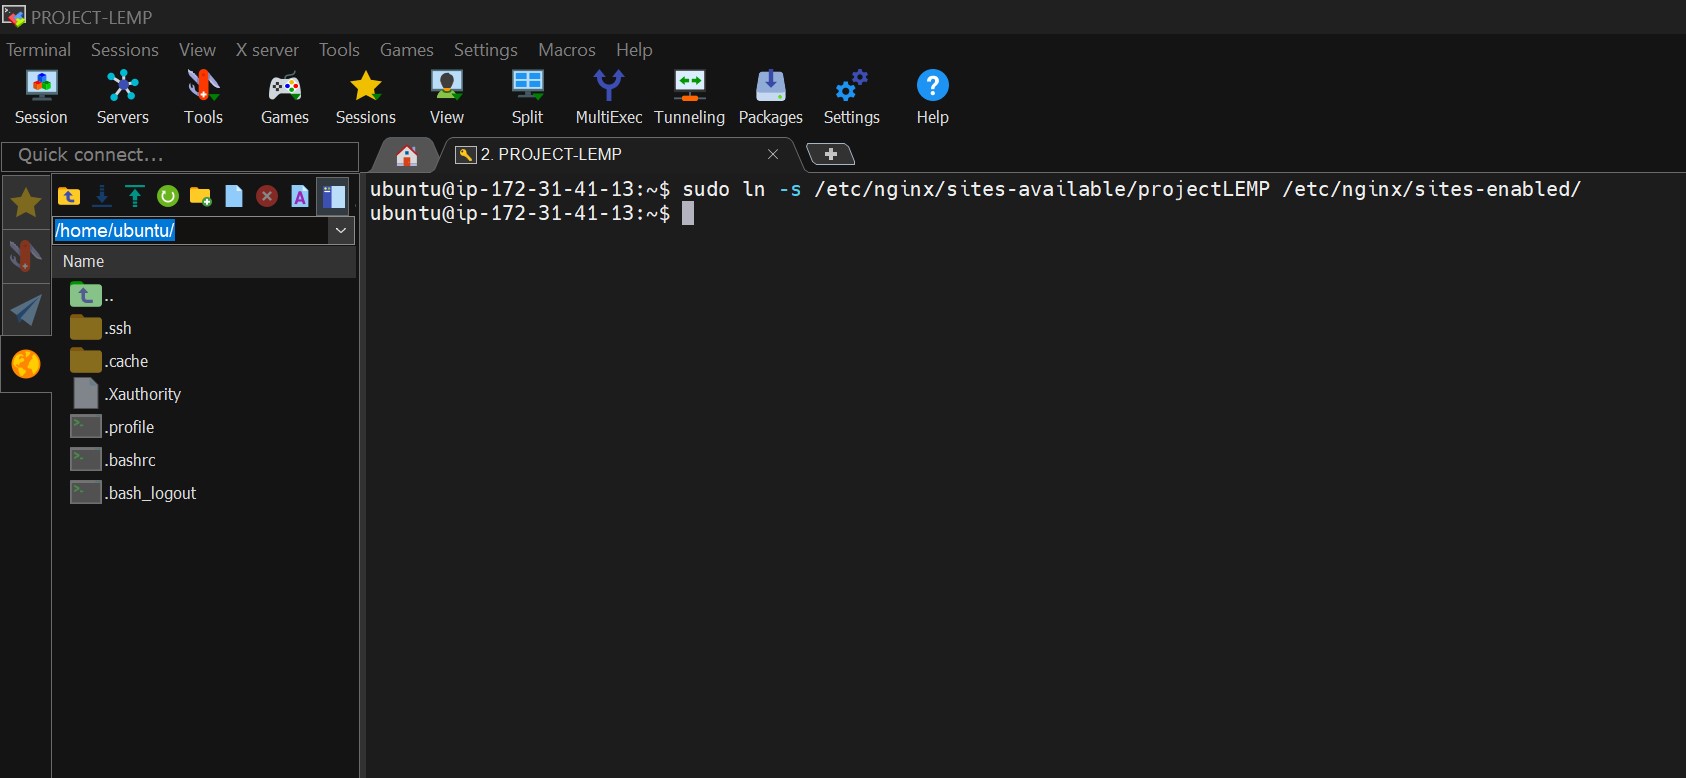 PROJECT-LEMP
Terminal Sessions View X server Tools Games Settings Macros Help
Session Servers Tools Games Sessions View Split MultiExec Tunneling Packages Settings Help
Quick connect...
2. PROJECT-LEMP
/home/ubuntu/
Name
..
.ssh
.cache
.Xauthority
.profile
.bashrc
.bash_logout
ubuntu@ip-172-31-41-13:~$ sudo ln -s /etc/nginx/sites-available/projectLEMP /etc/nginx/sites-enabled/
ubuntu@ip-172-31-41-13:~$